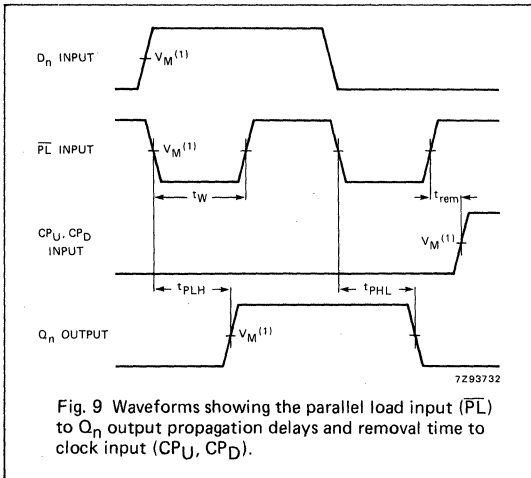 Dn INPUT
VM(1)
PL INPUT
VM(1)
tW
trem
CPU, CPD
INPUT
VM(1)
tPLH
tPHL
Qn OUTPUT
VM(1)
7Z93732
Fig. 9 Waveforms showing the parallel load input (PL)
to Qn output propagation delays and removal time to
clock input (CPU, CPD).